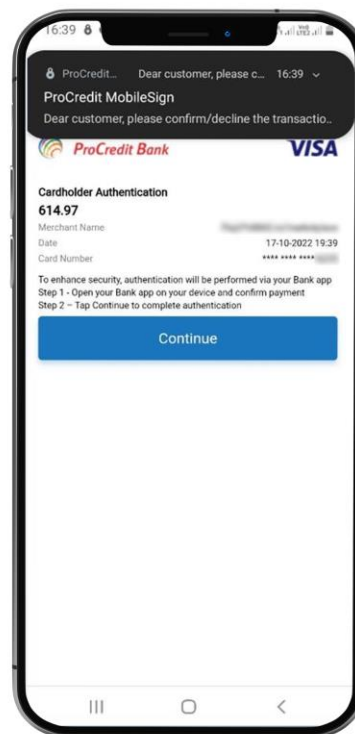 16:39
ProCredit... Dear customer, please c... 16:39
ProCredit MobileSign
Dear customer, please confirm/decline the transactio..
ProCredit Bank
VISA
Cardholder Authentication
614.97
Merchant Name
Date 17-10-2022 19:39
Card Number **** **** ****
To enhance security, authentication will be performed via your Bank app
Step 1 - Open your Bank app on your device and confirm payment
Step 2 – Tap Continue to complete authentication
Continue